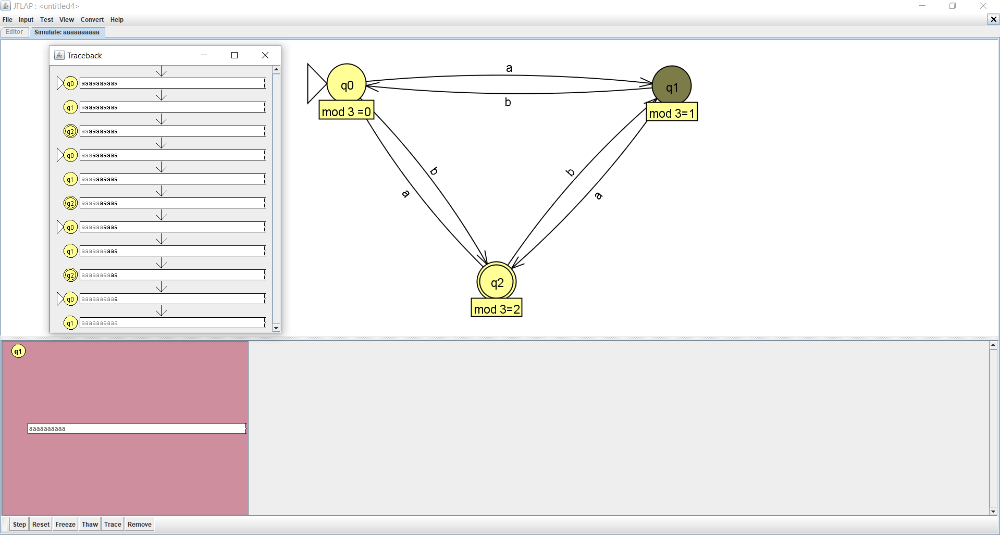 JFLAP : <untitled4>
File Input Test View Convert Help
Editor Simulate: aaaaaaaaaa
Traceback
q0 aaaaaaaaaa
q1 aaaaaaaaaa
q2 aaaaaaaaaa
q0 aaaaaaaaaa
q1 aaaaaaaaaa
q2 aaaaaaaaaa
q0 aaaaaaaaaa
q1 aaaaaaaaaa
q2 aaaaaaaaaa
q0 aaaaaaaaaa
q1 aaaaaaaaaa
a
q0
q1
b
mod 3 =0
mod 3=1
b
b
a
a
q2
mod 3=2
q1
aaaaaaaaaa
Step Reset Freeze Thaw Trace Remove